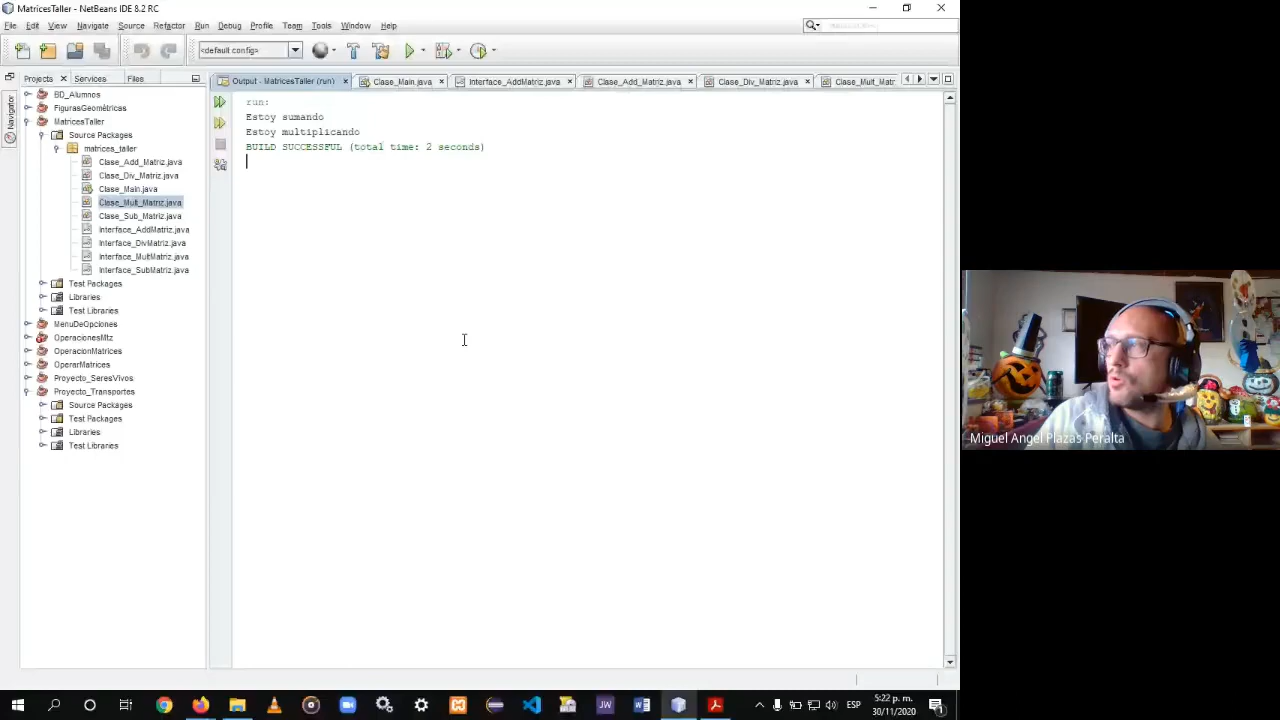 MatricesTaller - NetBeans IDE 8.2 RC
File Edit View Navigate Source Refactor Run Debug Profile Team Tools Window Help
<default config>
Projects Services Files
Output - MatricesTaller (run) Clase_Main.java Interface_AddMatriz.java Clase_Add_Matriz.java Clase_Div_Matriz.java Clase_Mult_Matr
Navigator
BD_Alumnos
FigurasGeométricas
MatricesTaller
Source Packages
matrices_taller
Clase_Add_Matriz.java
Clase_Div_Matriz.java
Clase_Main.java
Clase_Mult_Matriz.java
Clase_Sub_Matriz.java
Interface_AddMatriz.java
Interface_DivMatriz.java
Interface_MultMatriz.java
Interface_SubMatriz.java
Test Packages
Libraries
Test Libraries
MenuDeOpciones
OperacionesMtz
OperacionMatrices
OperarMatrices
Proyecto_SeresVivos
Proyecto_Transportes
Source Packages
Test Packages
Libraries
Test Libraries
run:
Estoy sumando
Estoy multiplicando
BUILD SUCCESSFUL (total time: 2 seconds)
Miguel Angel Plazas Peralta
JW
ESP
5:22 p. m.
30/11/2020